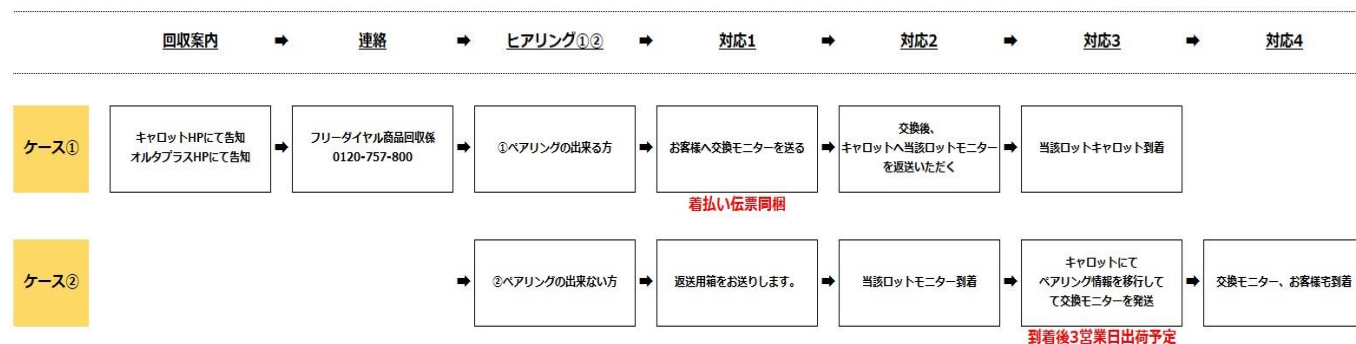 回収案内 ➡ 連絡 ➡ ヒアリング①② ➡ 対応1 ➡ 対応2 ➡ 対応3 ➡ 対応4
ケース①
キャロットHPにて告知
オルタプラスHPにて告知
➡
フリーダイヤル商品回収係
0120-757-800
➡
①ペアリングの出来る方
➡
お客様へ交換モニターを送る
着払い伝票同梱
➡
交換後、
キャロットへ当該ロットモニター
を返送いただく
➡
当該ロットキャロット到着
ケース②
➡
②ペアリングの出来ない方
➡
返送用箱をお送りします。
➡
当該ロットモニター到着
➡
キャロットにて
ペアリング情報を移行して
て交換モニターを発送
到着後3営業日出荷予定
➡
交換モニター、お客様宅到着